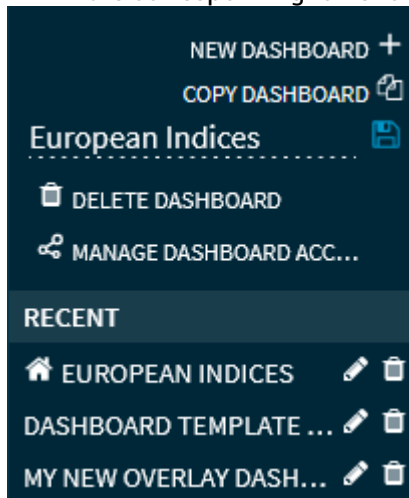 NEW DASHBOARD
COPY DASHBOARD
European Indices
DELETE DASHBOARD
MANAGE DASHBOARD ACC...
RECENT
EUROPEAN INDICES
DASHBOARD TEMPLATE ...
MY NEW OVERLAY DASH...